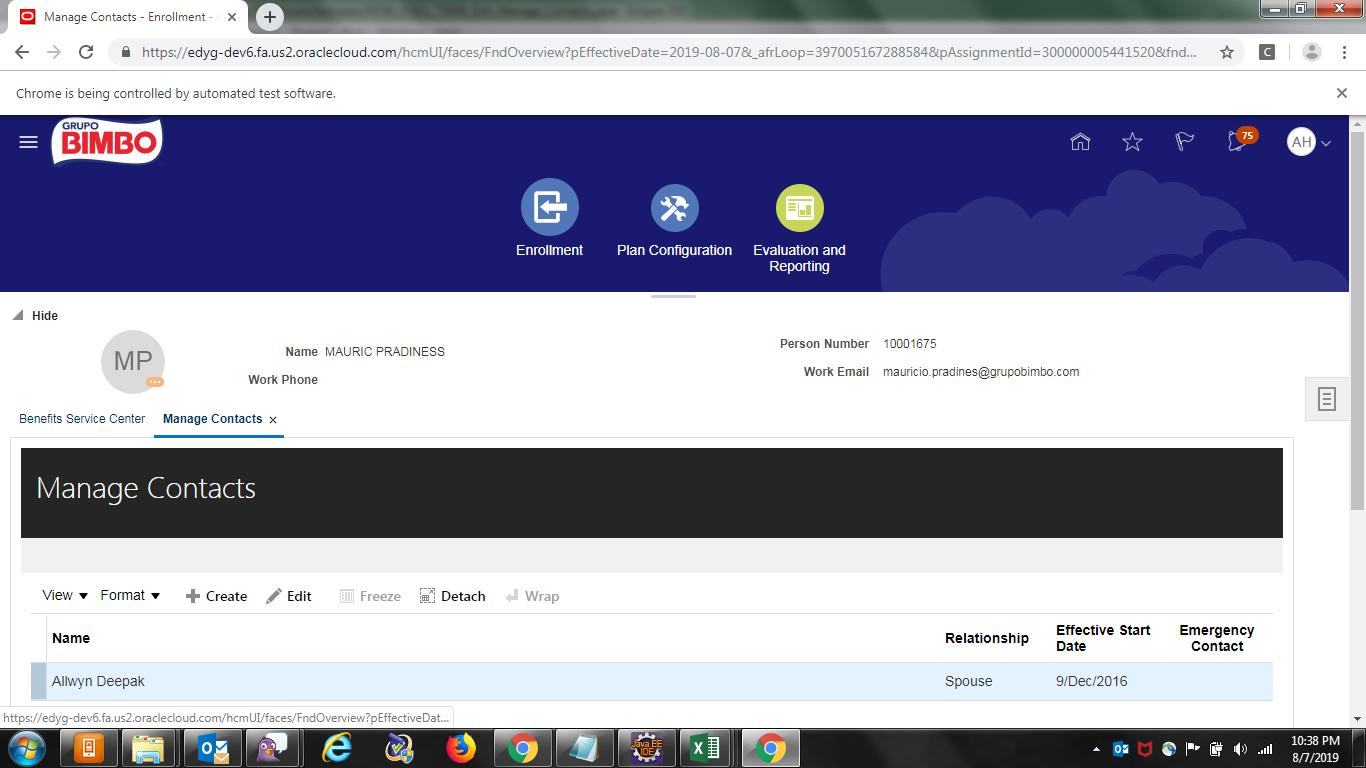 Manage Contacts - Enrollment -
https://edyg-dev6.fa.us2.oraclecloud.com/hcmUI/faces/FndOverview?pEffectiveDate=2019-08-07&_afrLoop=397005167288584&pAssignmentId=300000005441520&fnd...
C
Chrome is being controlled by automated test software.
GRUPO
BIMBO
75
AH
Enrollment
Plan Configuration
Evaluation and
Reporting
Hide
MP
Name MAURIC PRADINESS
Work Phone
Person Number 10001675
Work Email mauricio.pradines@grupobimbo.com
Benefits Service Center
Manage Contacts
Manage Contacts
View Format Create Edit Freeze Detach Wrap
Name Relationship Effective Start Date Emergency Contact
Allwyn Deepak Spouse 9/Dec/2016
https://edyg-dev6.fa.us2.oraclecloud.com/hcmUI/faces/FndOverview?pEffectiveDat...
Java EE
IDE
10:38 PM
8/7/2019